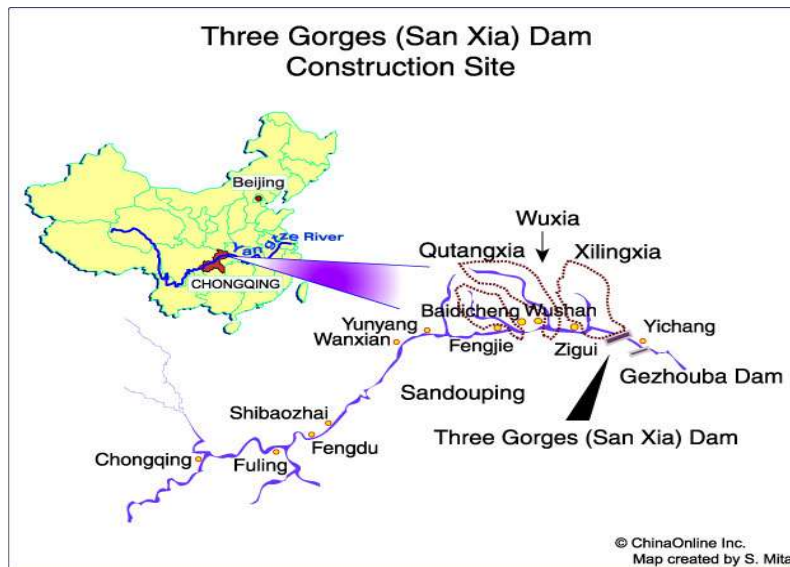 Three Gorges (San Xia) Dam
Construction Site
Beijing
Yangtze River
CHONGQING
Wuxia
Qutangxia
Xilingxia
Baidicheng
Wushan
Yunyang
Yichang
Wanxian
Fengjie
Zigui
Gezhouba Dam
Sandouping
Shibaozhai
Three Gorges (San Xia) Dam
Fengdu
Chongqing
Fuling
© ChinaOnline Inc.
Map created by S. Mita